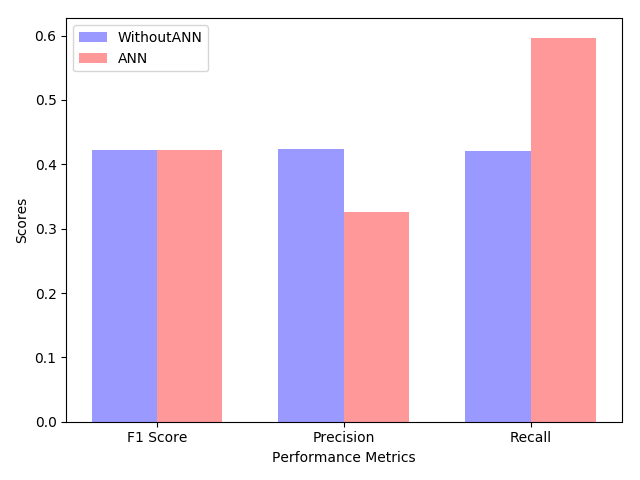 WithoutANN
ANN
0.6
0.5
0.4
0.3
0.2
0.1
0.0
Scores
F1 Score
Precision
Recall
Performance Metrics